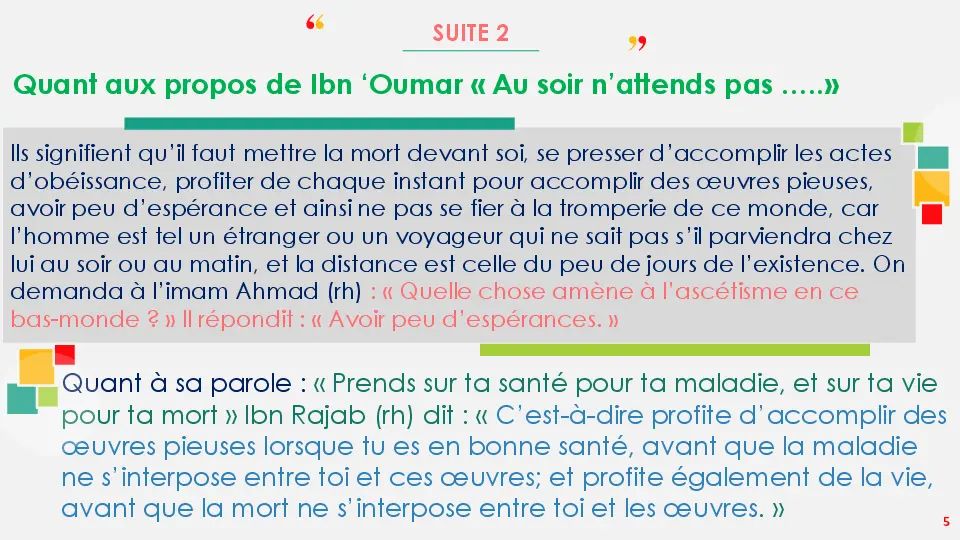 “
SUITE 2
”
Quant aux propos de Ibn ‘Oumar « Au soir n’attends pas …..»
Ils signifient qu’il faut mettre la mort devant soi, se presser d’accomplir les actes
d’obéissance, profiter de chaque instant pour accomplir des œuvres pieuses,
avoir peu d’espérance et ainsi ne pas se fier à la tromperie de ce monde, car
l’homme est tel un étranger ou un voyageur qui ne sait pas s’il parviendra chez
lui au soir ou au matin, et la distance est celle du peu de jours de l’existence. On
demanda à l’imam Ahmad (rh) : « Quelle chose amène à l’ascétisme en ce
bas-monde ? » Il répondit : « Avoir peu d’espérances. »
Quant à sa parole : « Prends sur ta santé pour ta maladie, et sur ta vie
pour ta mort » Ibn Rajab (rh) dit : « C’est-à-dire profite d’accomplir des
œuvres pieuses lorsque tu es en bonne santé, avant que la maladie
ne s’interpose entre toi et ces œuvres; et profite également de la vie,
avant que la mort ne s’interpose entre toi et les œuvres. »
5